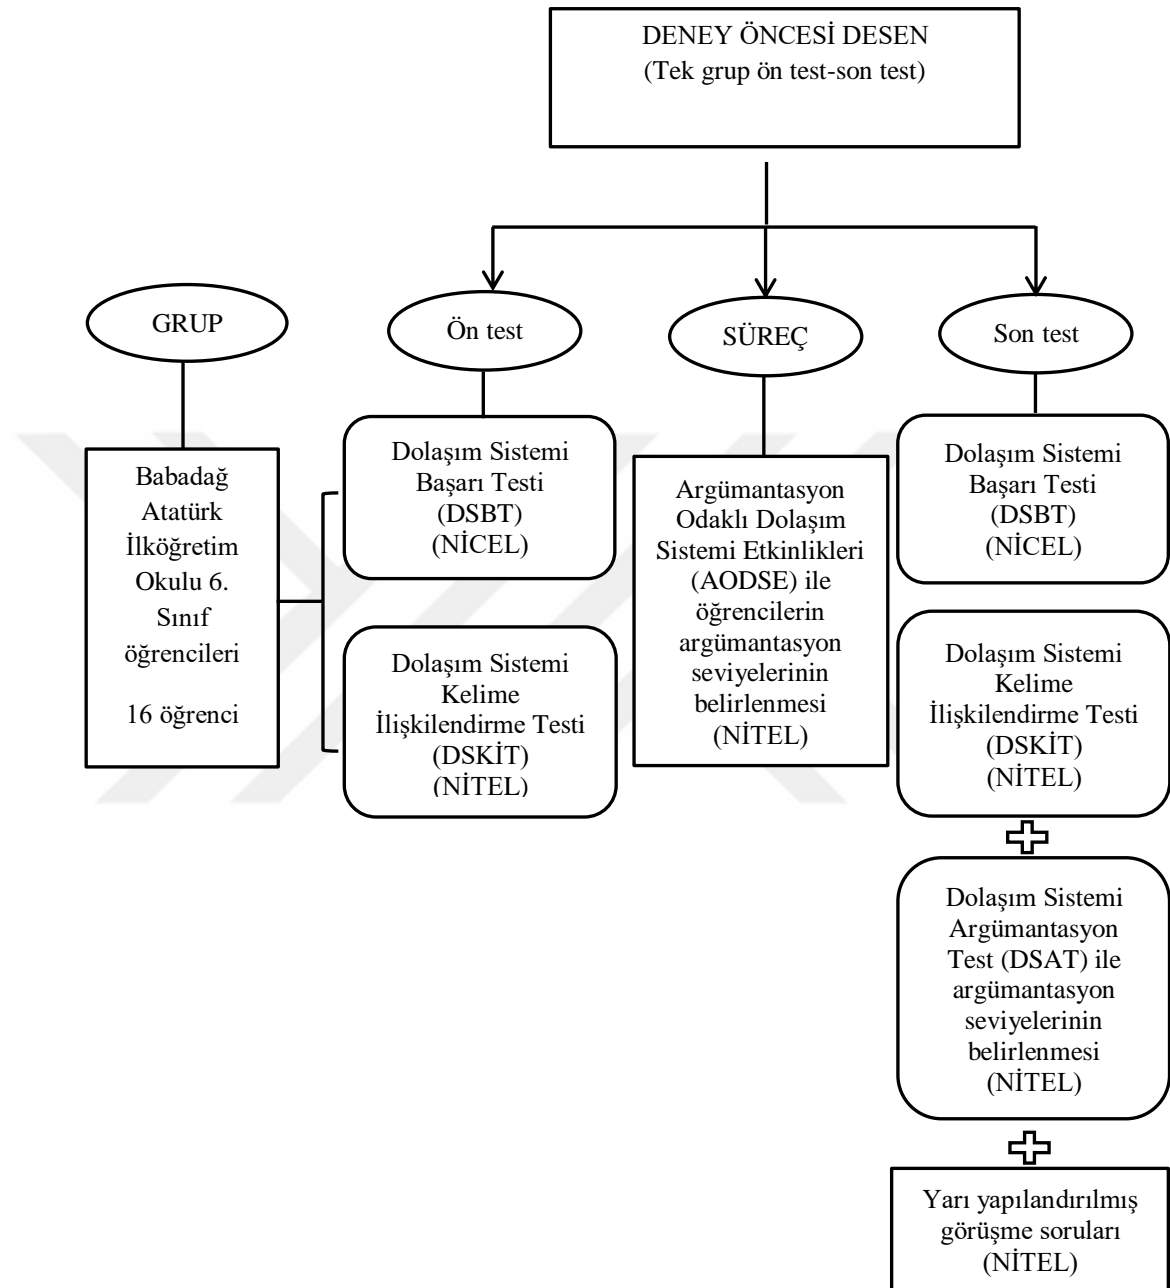 DENEY ÖNCESİ DESEN
(Tek grup ön test-son test)
GRUP
Ön test
SÜREÇ
Son test
Babadağ
Atatürk
İlköğretim
Okulu 6.
Sınıf
öğrencileri
16 öğrenci
Dolaşım Sistemi
Başarı Testi
(DSBT)
(NİCEL)
Dolaşım Sistemi
Kelime
İlişkilendirme Testi
(DSKİT)
(NİTEL)
Argümantasyon
Odaklı Dolaşım
Sistemi Etkinlikleri
(AODSE) ile
öğrencilerin
argümantasyon
seviyelerinin
belirlenmesi
(NİTEL)
Dolaşım Sistemi
Başarı Testi
(DSBT)
(NİCEL)
Dolaşım Sistemi
Kelime
İlişkilendirme Testi
(DSKİT)
(NİTEL)
Dolaşım Sistemi
Argümantasyon
Test (DSAT) ile
argümantasyon
seviyelerinin
belirlenmesi
(NİTEL)
Yarı yapılandırılmış
görüşme soruları
(NİTEL)